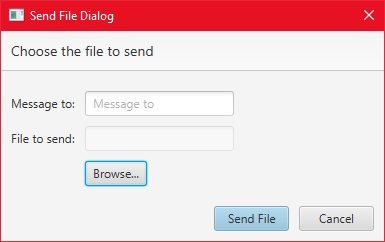 Send File Dialog
Choose the file to send
Message to: Message to
File to send:
Browse...
Send File Cancel